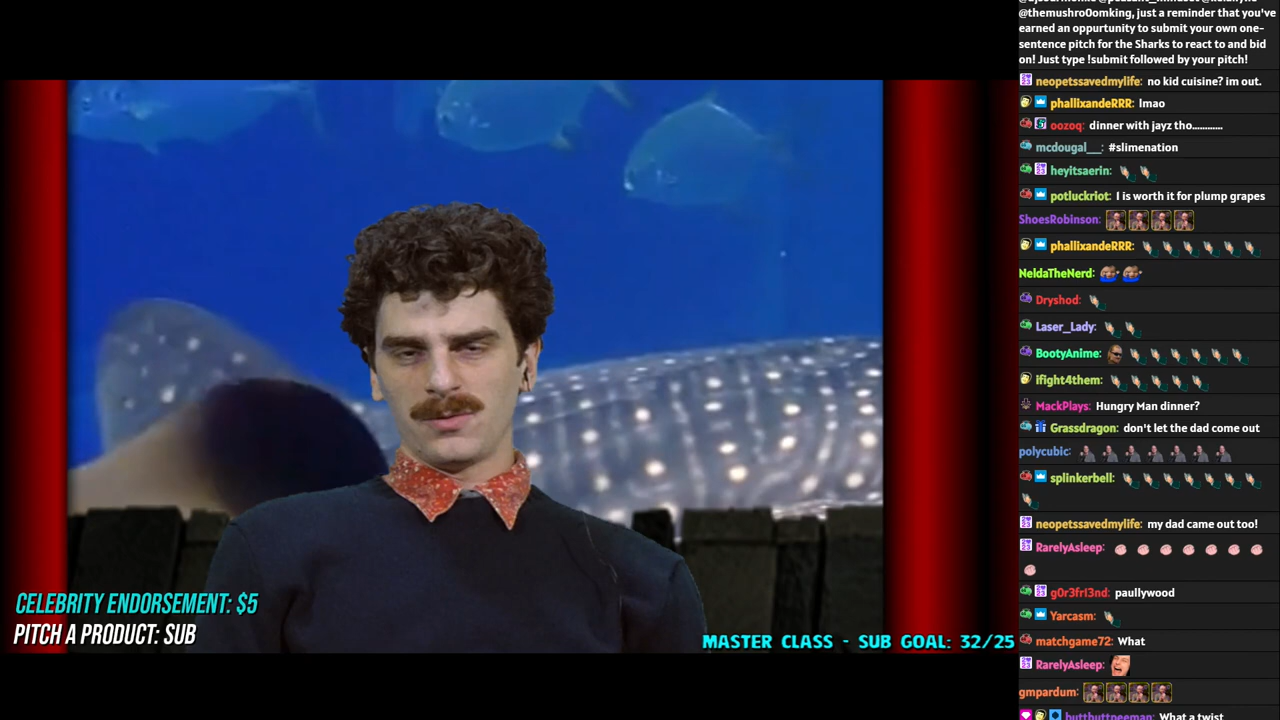 @themushroOomking, just a reminder that you've
earned an oppurtunity to submit your own one-
sentence pitch for the Sharks to react to and bid
on! Just type !submit followed by your pitch!
neopetssavedmylife: no kid cuisine? im out.
phallixandeRRR: lmao
oozoq: dinner with jayz tho............
mcdougal__: #slimenation
heyitsaerin:
potluckriot: I is worth it for plump grapes
ShoesRobinson:
phallixandeRRR:
NeldaTheNerd:
Dryshod:
Laser_Lady:
BootyAnime:
ifight4them:
MackPlays: Hungry Man dinner?
Grassdragon: don't let the dad come out
polycubic:
splinkerbell:
neopetssavedmylife: my dad came out too!
RarelyAsleep:
g0r3frI3nd: paullywood
Yarcasm:
matchgame72: What
RarelyAsleep:
gmpardum:
buttbuttpeeman: What a twist
CELEBRITY ENDORSEMENT: $5
PITCH A PRODUCT: SUB
MASTER CLASS - SUB GOAL: 32/25